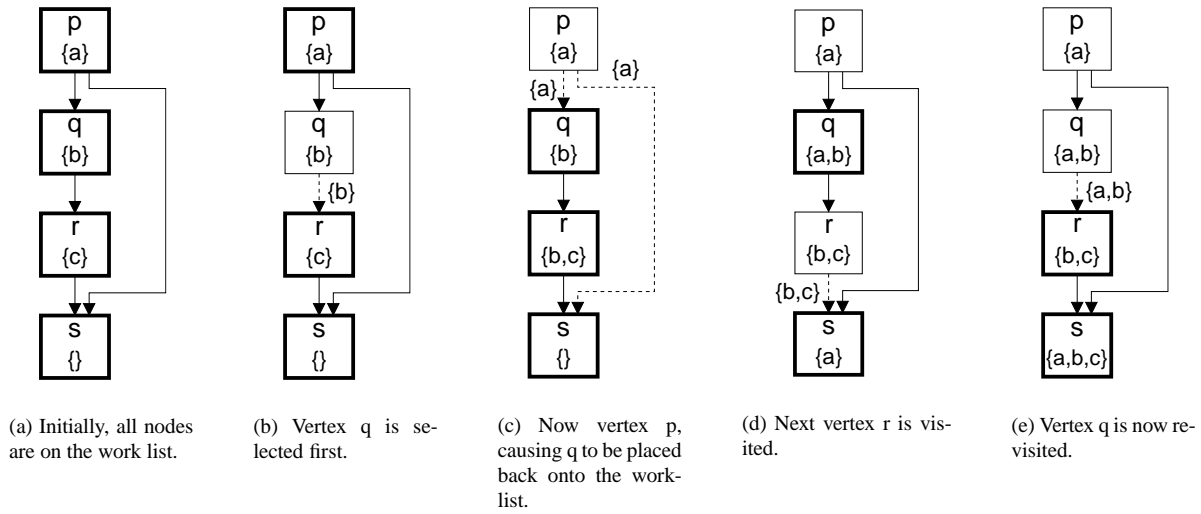 p
{a}
q
{b}
r
{c}
s
{}
(a) Initially, all nodes
are on the work list.
p
{a}
q
{b}
{b}
r
{c}
s
{}
(b) Vertex q is se-
lected first.
p
{a}
{a}
{a}
q
{b}
r
{b,c}
s
{}
(c) Now vertex p,
causing q to be placed
back onto the work-
list.
p
{a}
q
{a,b}
r
{b,c}
{b,c}
s
{a}
(d) Next vertex r is vis-
ited.
p
{a}
q
{a,b}
{a,b}
r
{b,c}
s
{a,b,c}
(e) Vertex q is now re-
visited.